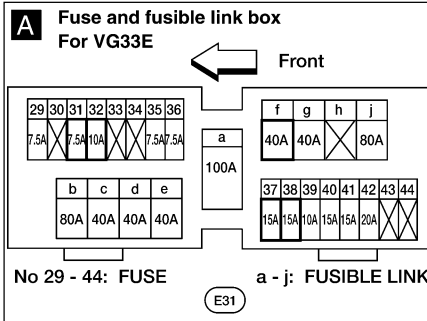 A Fuse and fusible link box
For VG33E
Front
29 30 31 32 33 34 35 36
7.5A 7.5A 10A 7.5A 7.5A
b c d e
80A 40A 40A 40A
a
100A
f g h j
40A 40A 80A
37 38 39 40 41 42 43 44
15A 15A 10A 15A 15A 20A
No 29 - 44: FUSE
a - j: FUSIBLE LINK
E31